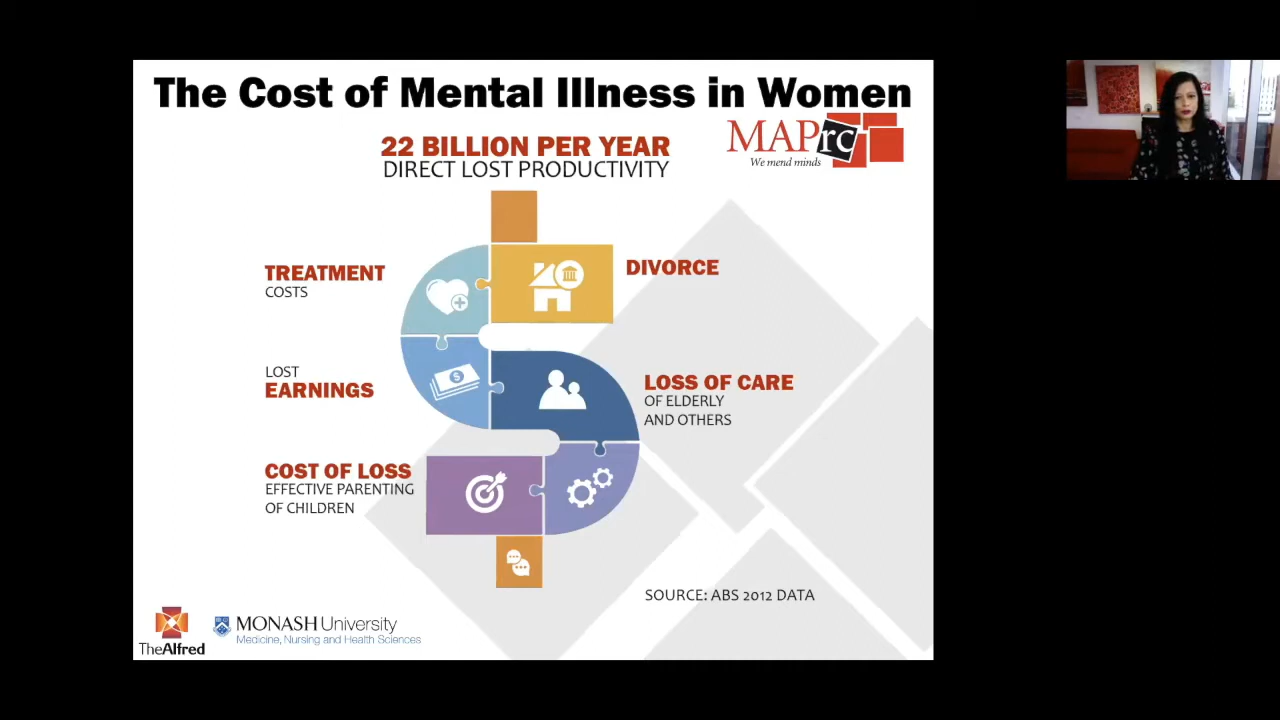 The Cost of Mental Illness in Women
22 BILLION PER YEAR
DIRECT LOST PRODUCTIVITY
MAPrc
We mend minds
TREATMENT
COSTS
DIVORCE
LOST
EARNINGS
$
LOSS OF CARE
OF ELDERLY
AND OTHERS
COST OF LOSS
EFFECTIVE PARENTING
OF CHILDREN
SOURCE: ABS 2012 DATA
TheAlfred
MONASH University
Medicine, Nursing and Health Sciences